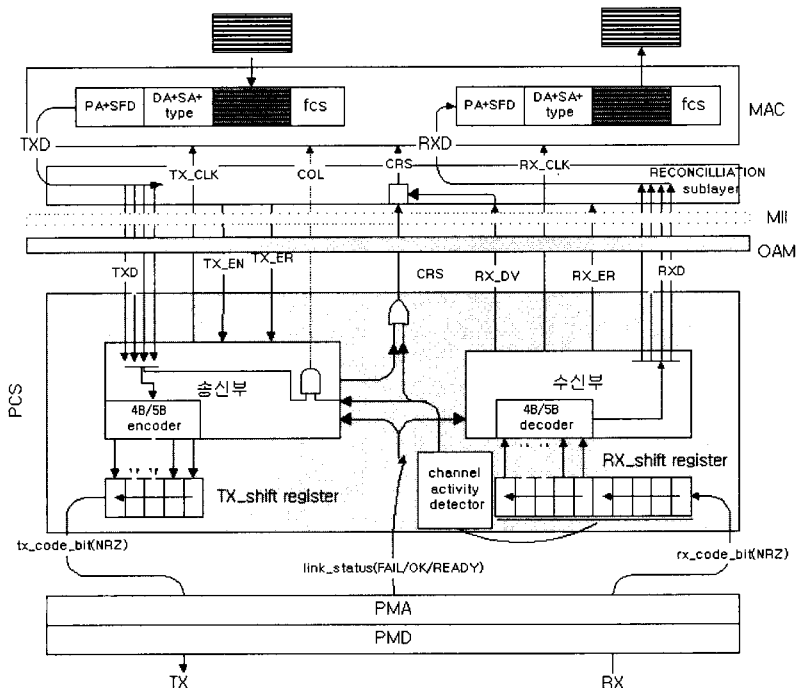 PA+SFD
DA+SA+
type
fcs
PA+SFD
DA+SA+
type
fcs
MAC
TXD
RXD
TX_CLK
COL
CRS
RX_CLK
RECONCILLIATION
sublayer
MII
OAM
TXD
TX_EN
TX_ER
CRS
RX_DV
RX_ER
RXD
PCS
송신부
수신부
4B/5B
encoder
4B/5B
decoder
TX_shift register
channel
activity
detector
RX_shift register
tx_code_bit(NRZ)
link_status(FAIL/OK/READY)
rx_code_bit(NRZ)
PMA
PMD
TX
RX